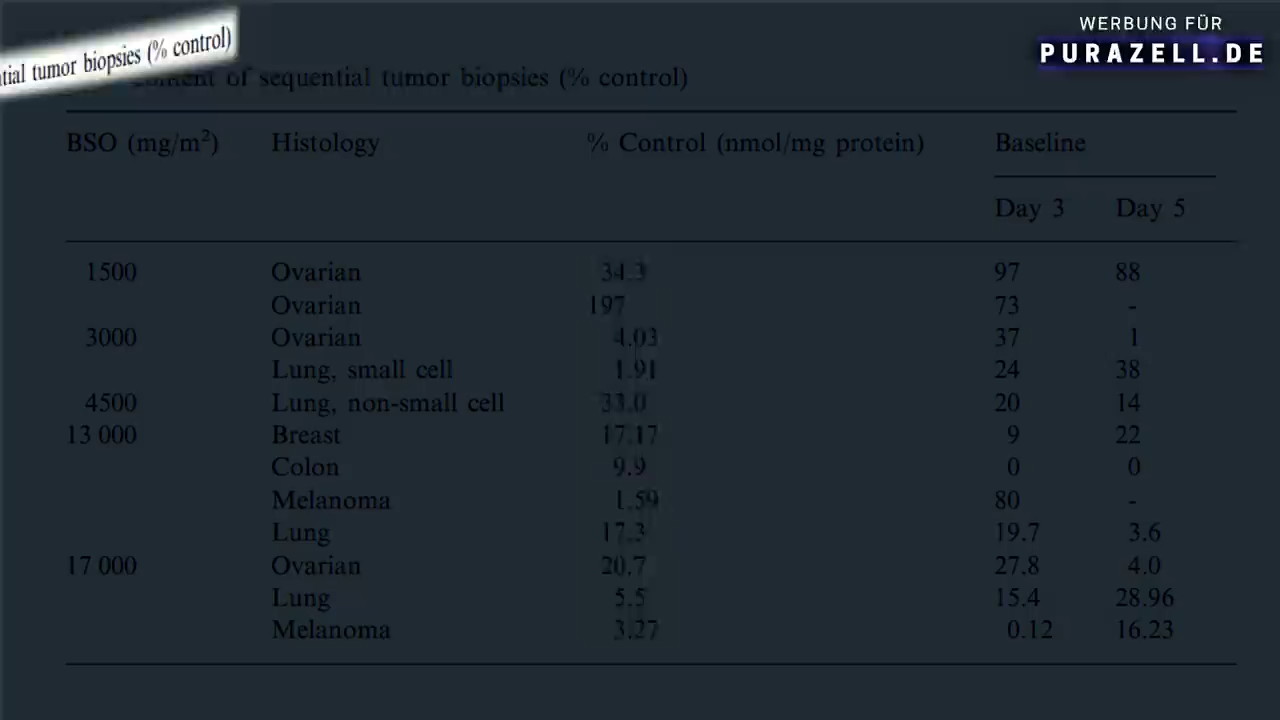 WERBUNG FÜR
PURAZELL.DE
tumor biopsies (% control)
content of sequential tumor biopsies (% control)
BSO (mg/m²) Histology % Control (nmol/mg protein) Baseline
Day 3 Day 5
1500 Ovarian 34.3 97 88
Ovarian 197 73 -
3000 Ovarian 4.03 37 1
Lung, small cell 1.91 24 38
4500 Lung, non-small cell 33.0 20 14
13 000 Breast 17.17 9 22
Colon 9.9 0 0
Melanoma 1.59 80 -
Lung 17.3 19.7 3.6
17 000 Ovarian 20.7 27.8 4.0
Lung 5.5 15.4 28.96
Melanoma 3.27 0.12 16.23